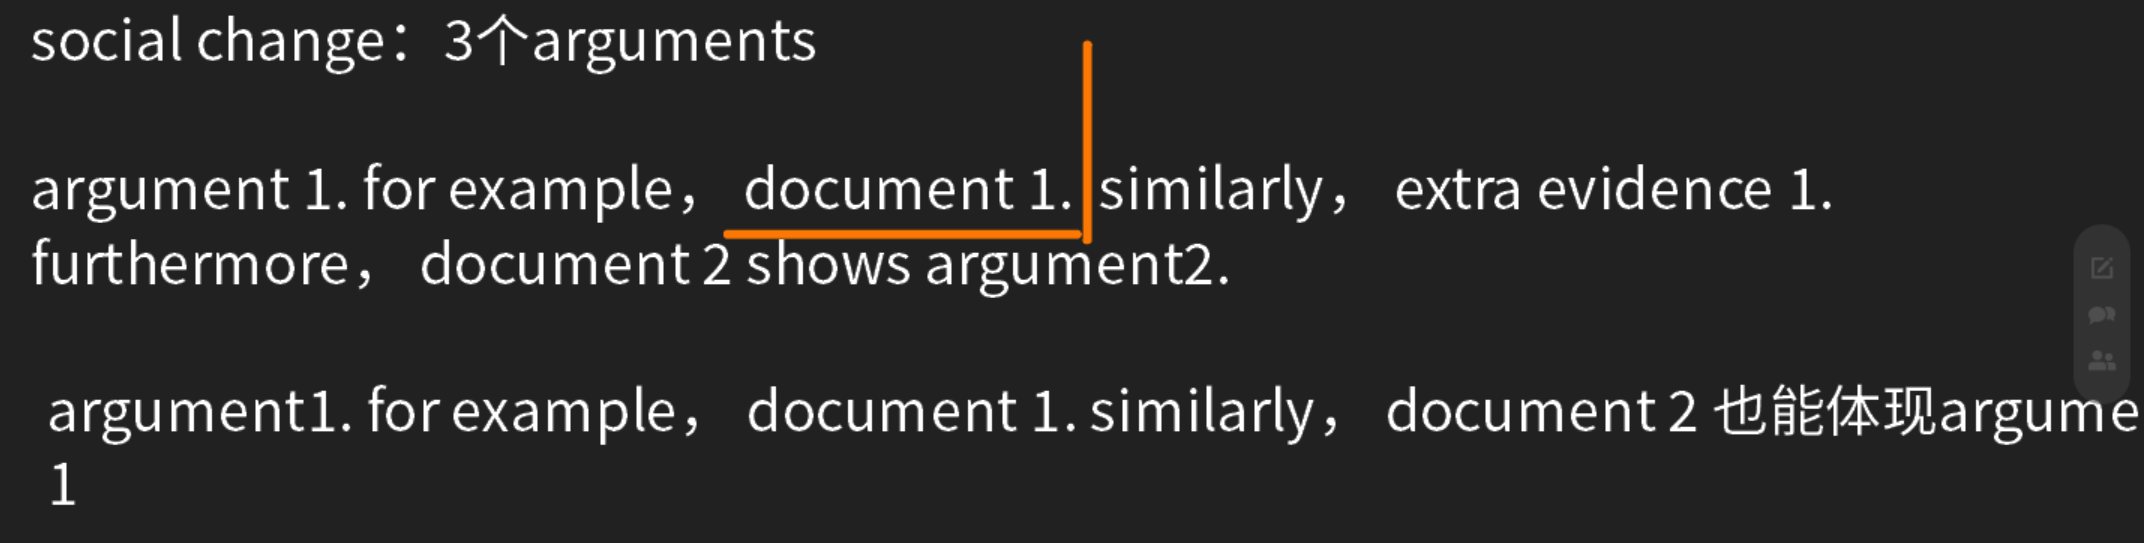 social change：3个arguments
argument 1. for example， document 1. similarly， extra evidence 1.
furthermore， document 2 shows argument2.
argument1. for example， document 1. similarly， document 2 也能体现argume
1